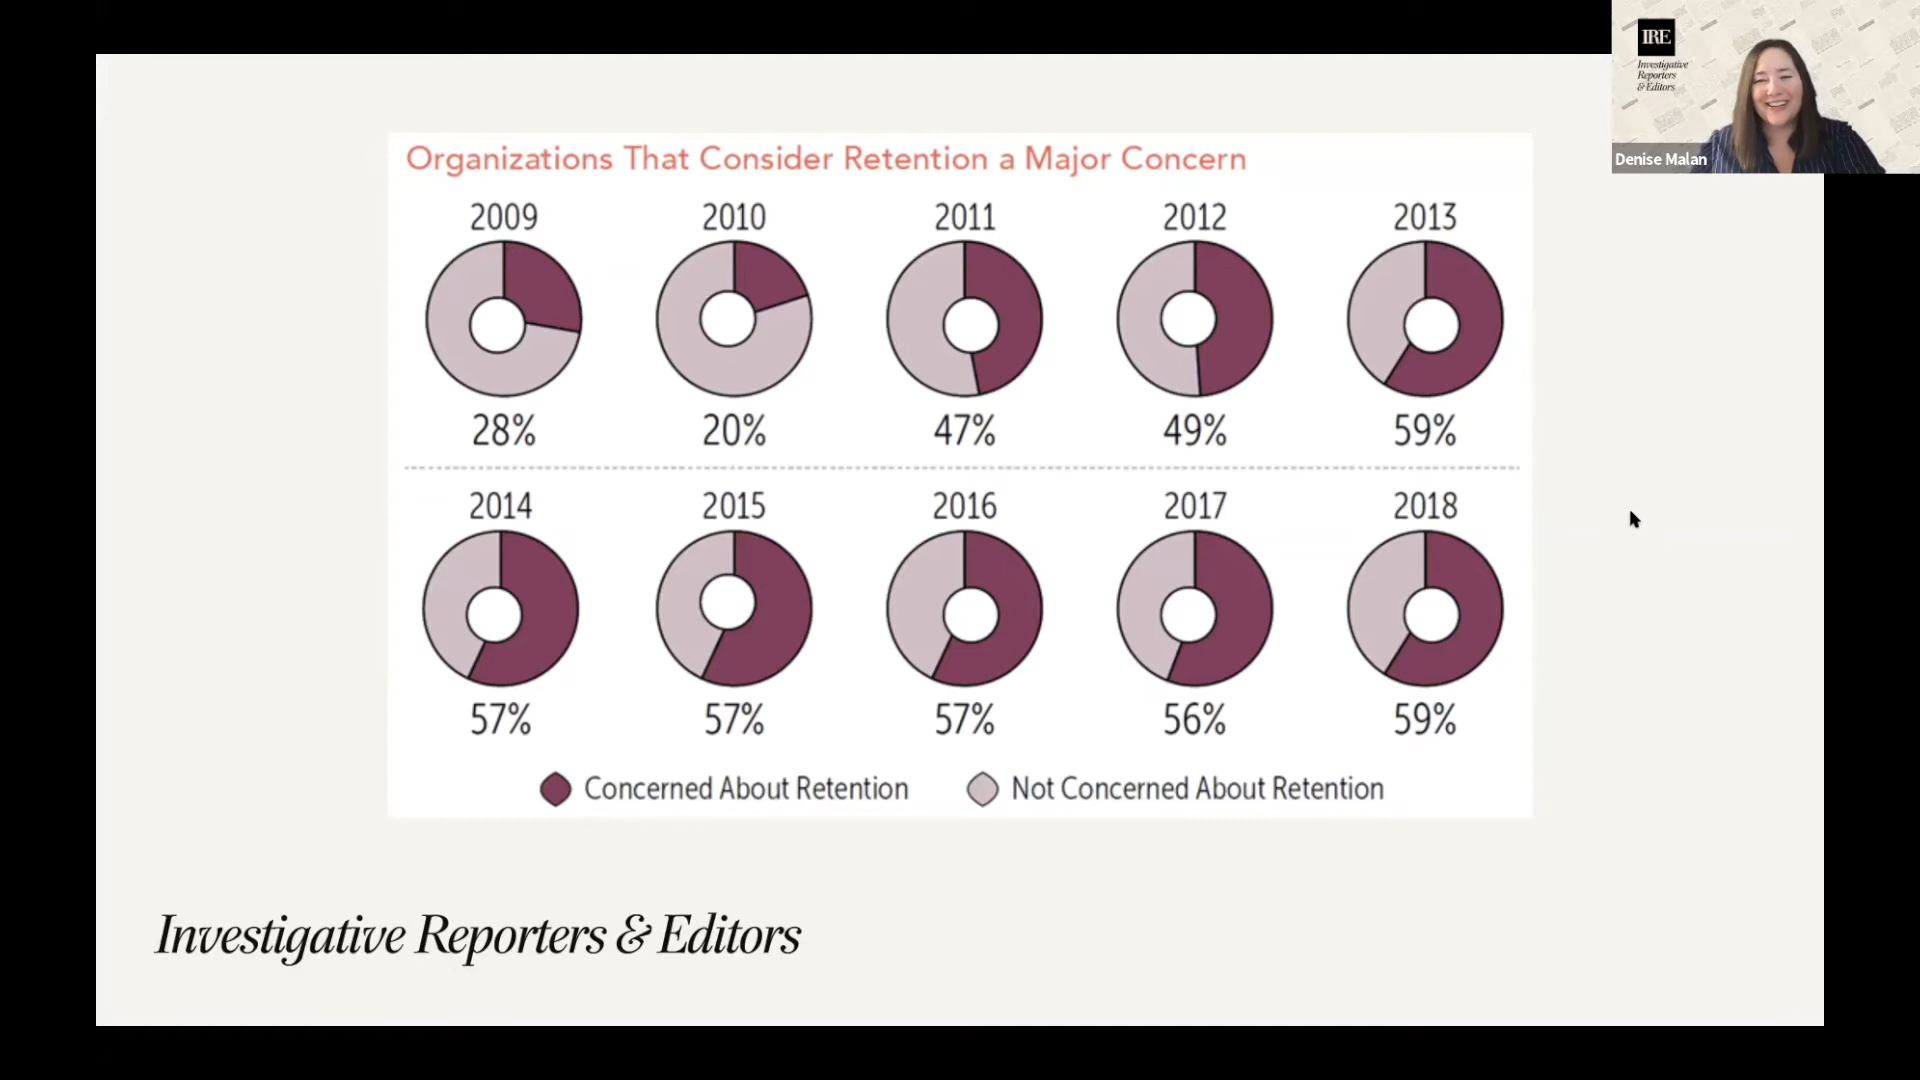 IRE
Investigative
Reporters
& Editors
Denise Malan
Organizations That Consider Retention a Major Concern
2009 2010 2011 2012 2013
28% 20% 47% 49% 59%
2014 2015 2016 2017 2018
57% 57% 57% 56% 59%
Concerned About Retention Not Concerned About Retention
Investigative Reporters & Editors